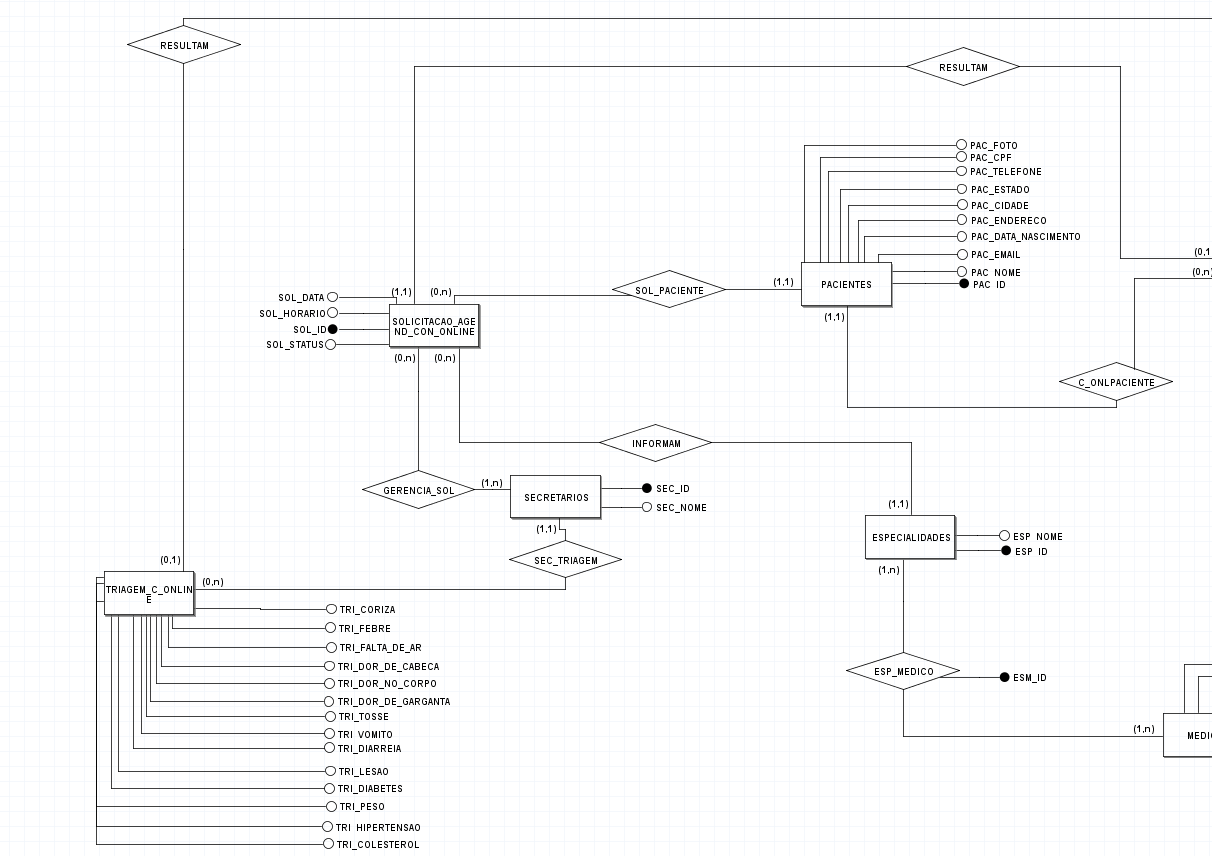 RESULTAM
RESULTAM
PAC_FOTO
PAC_CPF
PAC_TELEFONE
PAC_ESTADO
PAC_CIDADE
PAC_ENDERECO
PAC_DATA_NASCIMENTO
PAC_EMAIL
PAC_NOME
PAC_ID
PACIENTES
(1,1)
(1,1)
(0,1
(0,n)
C_ONLPACIENTE
SOL_PACIENTE
SOL_DATA
SOL_HORARIO
SOL_ID
SOL_STATUS
(1,1)
(0,n)
SOLICITACAO_AGE
ND_CON_ONLINE
(0,n)
(0,n)
INFORMAM
GERENCIA_SOL
(1,n)
SECRETARIOS
SEC_ID
SEC_NOME
(1,1)
SEC_TRIAGEM
(1,1)
ESPECIALIDADES
ESP_NOME
ESP_ID
(1,n)
ESP_MEDICO
ESM_ID
(1,n)
MEDIC
(0,1)
TRIAGEM_C_ONLIN
E
(0,n)
TRI_CORIZA
TRI_FEBRE
TRI_FALTA_DE_AR
TRI_DOR_DE_CABECA
TRI_DOR_NO_CORPO
TRI_DOR_DE_GARGANTA
TRI_TOSSE
TRI_VOMITO
TRI_DIARREIA
TRI_LESAO
TRI_DIABETES
TRI_PESO
TRI_HIPERTENSAO
TRI_COLESTEROL